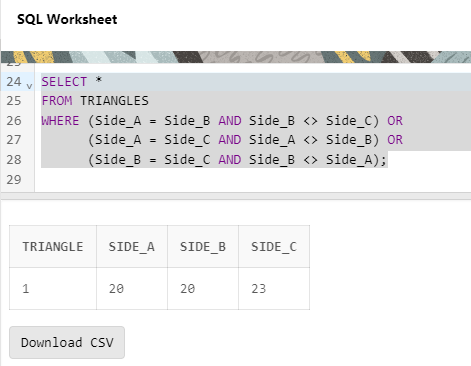 SQL Worksheet
24 SELECT *
25 FROM TRIANGLES
26 WHERE (Side_A = Side_B AND Side_B <> Side_C) OR
27 (Side_A = Side_C AND Side_A <> Side_B) OR
28 (Side_B = Side_C AND Side_B <> Side_A);
29
TRIANGLE SIDE_A SIDE_B SIDE_C
1 20 20 23
Download CSV